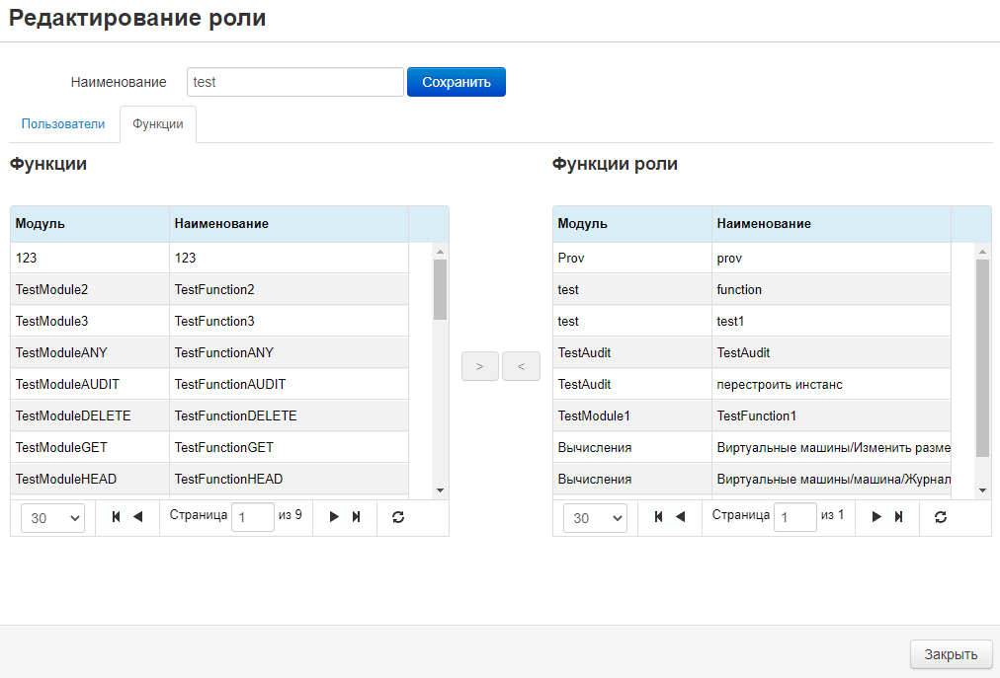 Редактирование роли
Наименование test Сохранить
Пользователи Функции
Функции
Модуль Наименование
123 123
TestModule2 TestFunction2
TestModule3 TestFunction3
TestModuleANY TestFunctionANY
TestModuleAUDIT TestFunctionAUDIT
TestModuleDELETE TestFunctionDELETE
TestModuleGET TestFunctionGET
TestModuleHEAD TestFunctionHEAD
30 Страница 1 из 9
> <
Функции роли
Модуль Наименование
Prov prov
test function
test test1
TestAudit TestAudit
TestAudit перестроить инстанс
TestModule1 TestFunction1
Вычисления Виртуальные машины/Изменить разме
Вычисления Виртуальные машины/машина/Журнал
30 Страница 1 из 1
Закрыть